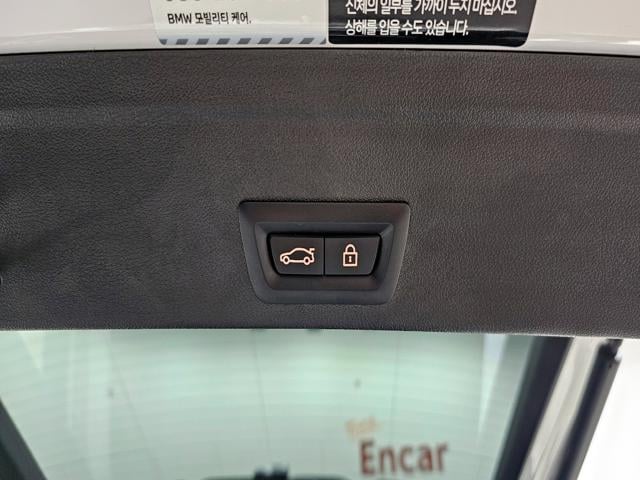 BMW 모빌리티 케어.
신체의 일부를 가까이 두지 마십시오.
상해를 입을 수도 있습니다.
Encar